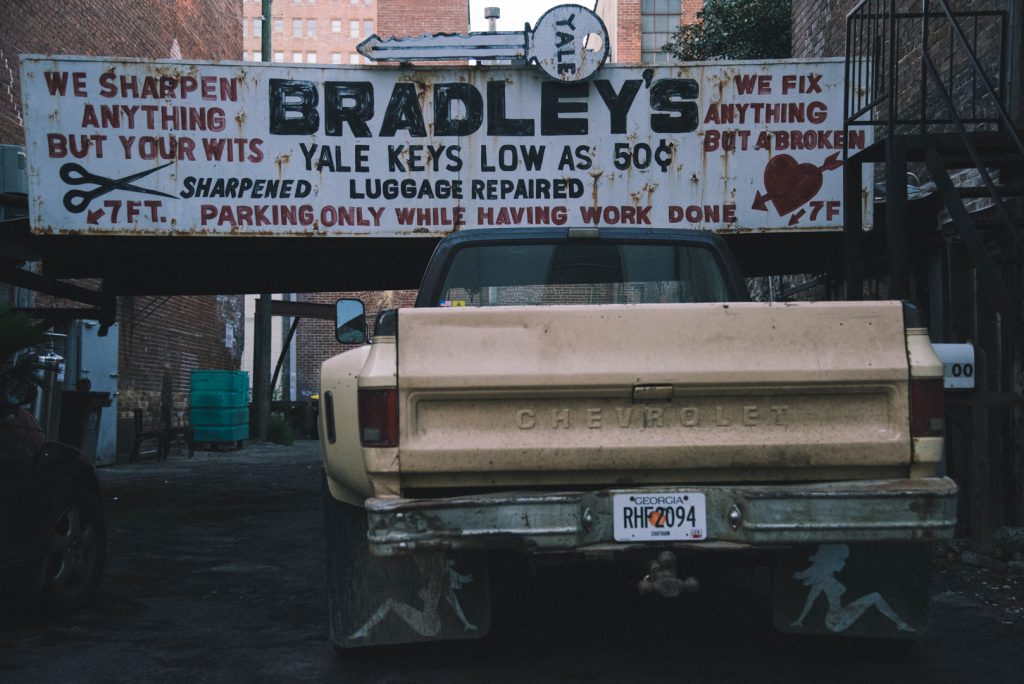 YALE
WE SHARPEN
ANYTHING
BUT YOUR WITS
BRADLEY'S
YALE KEYS LOW AS 50¢
SHARPENED LUGGAGE REPAIRED
7 FT. PARKING ONLY WHILE HAVING WORK DONE 7F
WE FIX
ANYTHING
BUT A BROKEN
CHEVROLET
GEORGIA
RHF2094
CHATHAM
00